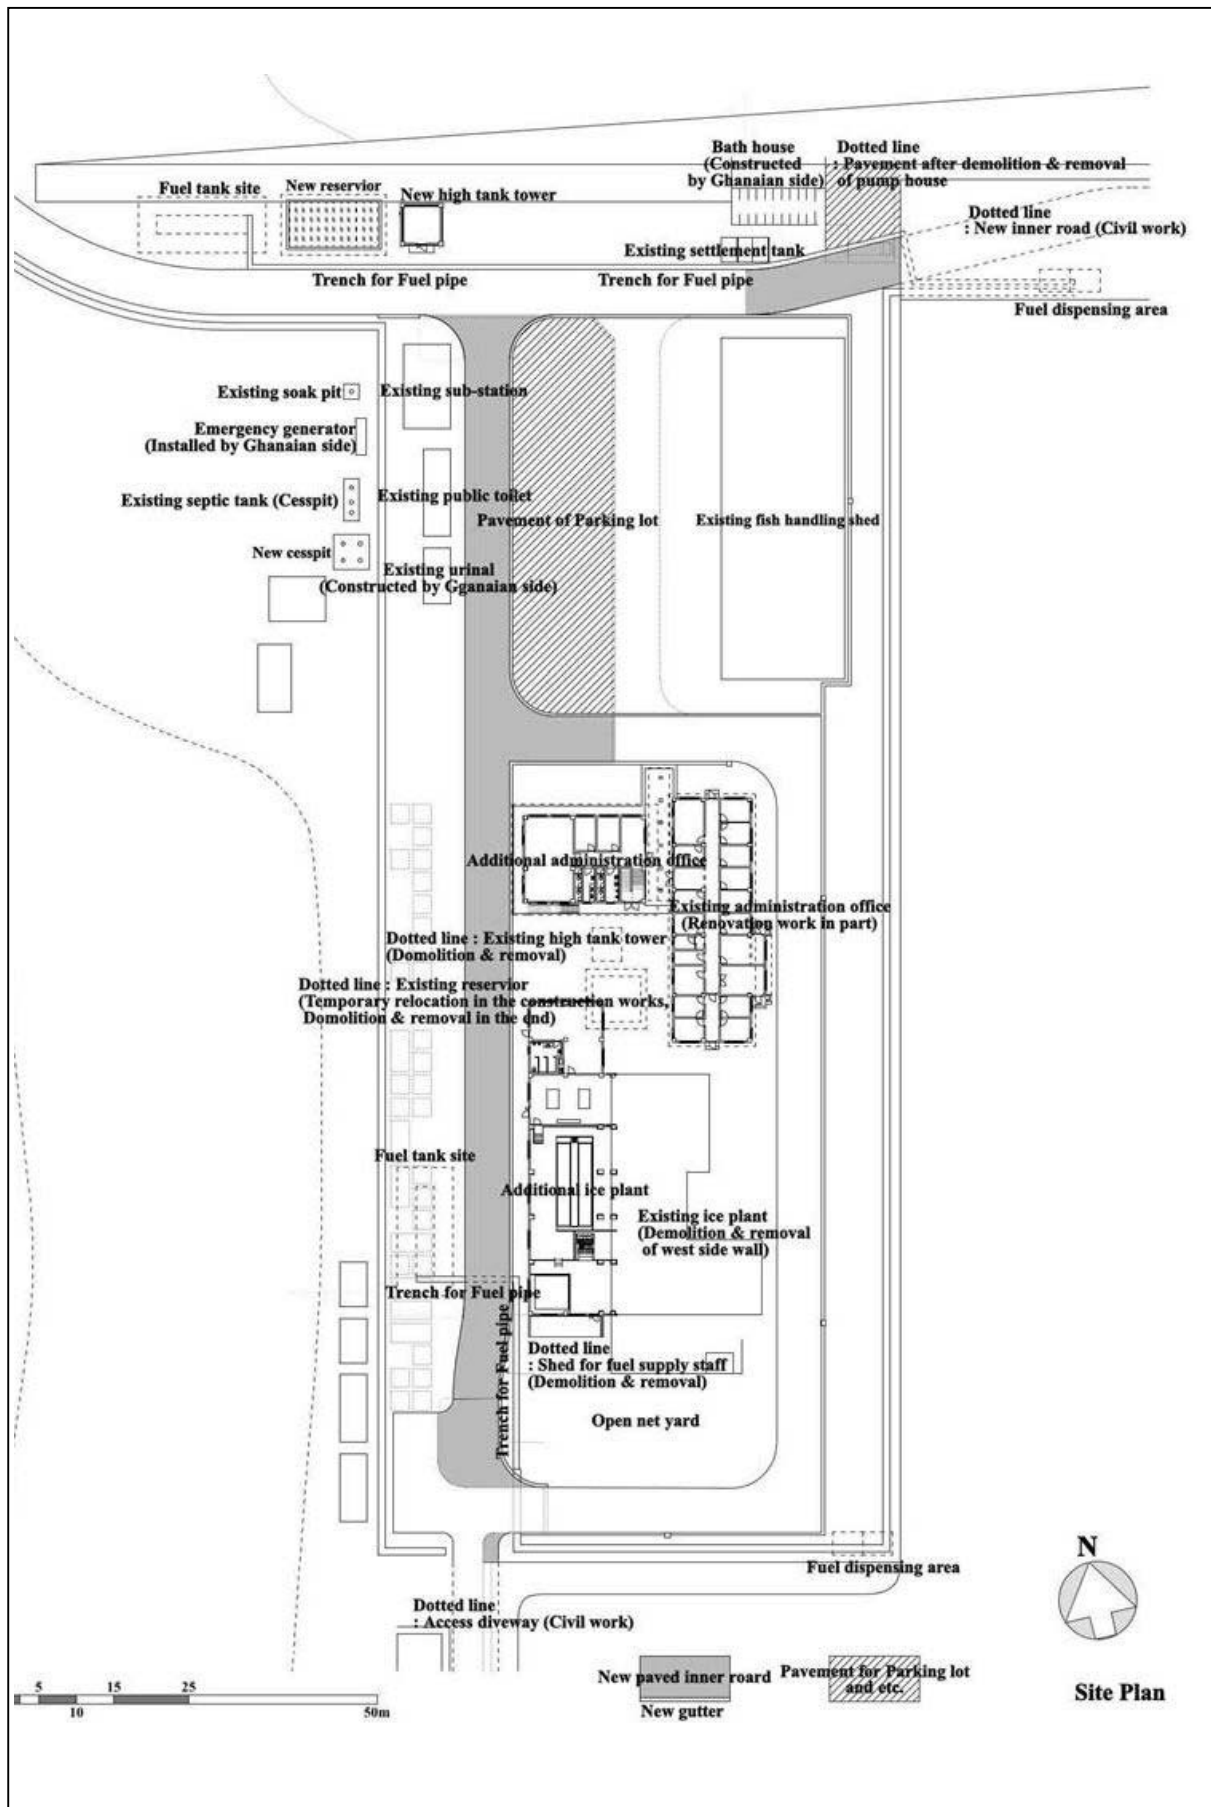 Bath house
(Constructed
by Ghanaian side)
Dotted line
: Pavement after demolition & removal
of pump house
Fuel tank site
New reservior
New high tank tower
Dotted line
: New inner road (Civil work)
Existing settlement tank
Trench for Fuel pipe
Trench for Fuel pipe
Fuel dispensing area
Existing soak pit
Existing sub-station
Emergency generator
(Installed by Ghanaian side)
Existing septic tank (Cesspit)
Existing public toilet
Pavement of Parking lot
Existing fish handling shed
New cesspit
Existing urinal
(Constructed by Gganaian side)
Additional administration office
Existing administration office
(Renovation work in part)
Dotted line : Existing high tank tower
(Domolition & removal)
Dotted line : Existing reservior
(Temporary relocation in the construction works,
Domolition & removal in the end)
Fuel tank site
Additional ice plant
Existing ice plant
(Demolition & removal
of west side wall)
Trench for Fuel pipe
Trench for Fuel pipe
Dotted line
: Shed for fuel supply staff
(Demolition & removal)
Open net yard
N
Fuel dispensing area
Dotted line
: Access diveway (Civil work)
New paved inner roard
New gutter
Pavement for Parking lot
and etc.
Site Plan
5 15 25
10 50m